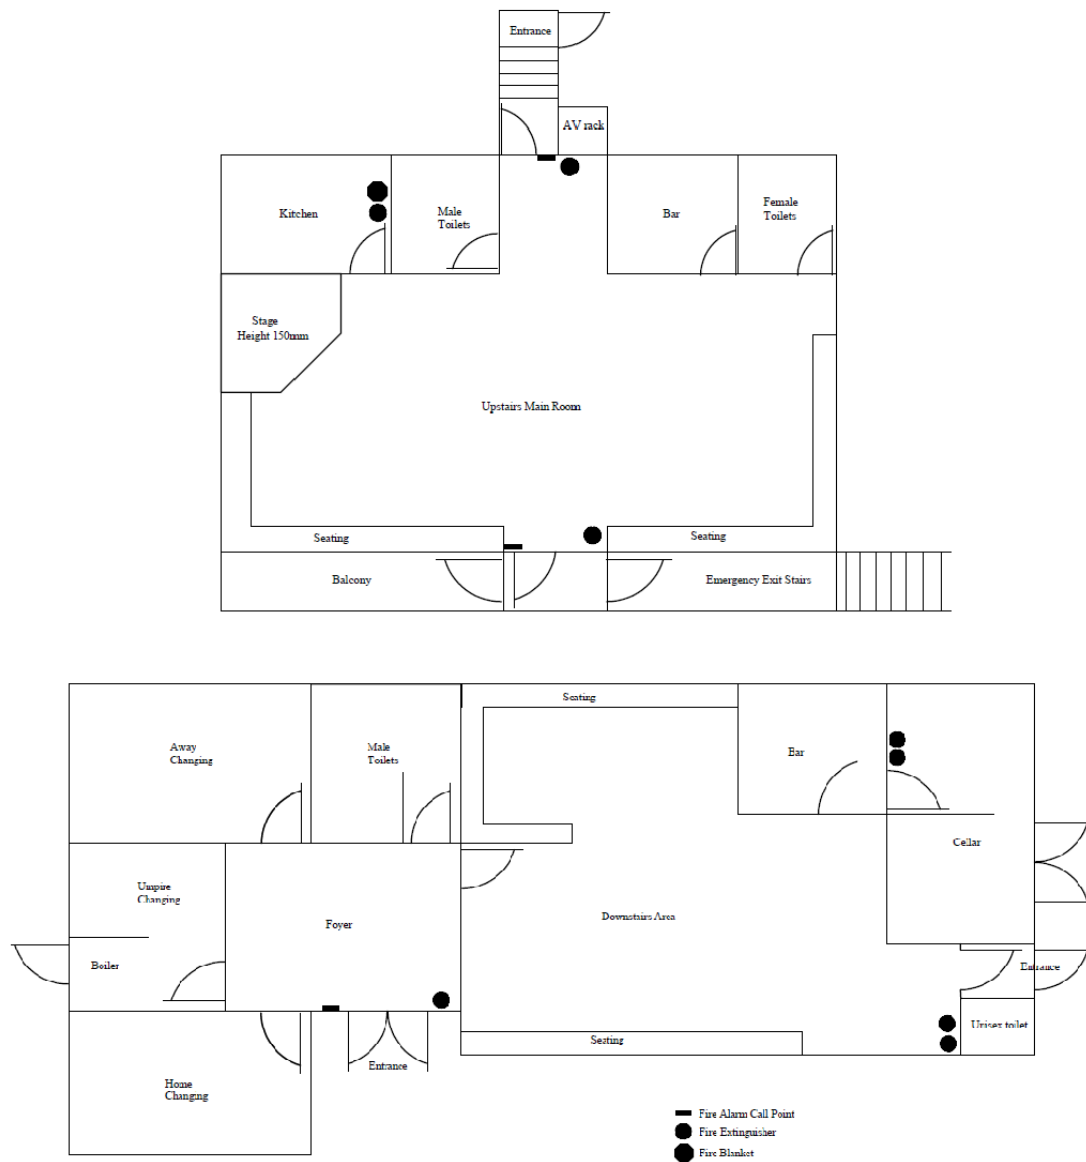 Entrance
AV rack
Kitchen
Male
Toilets
Bar
Female
Toilets
Stage
Height 150mm
Upstairs Main Room
Seating
Seating
Balcony
Emergency Exit Stairs
Seating
Away
Changing
Male
Toilets
Bar
Cellar
Umpire
Changing
Foyer
Downstairs Area
Boiler
Entrance
Unisex toilet
Seating
Entrance
Home
Changing
Fire Alarm Call Point
Fire Extinguisher
Fire Blanket